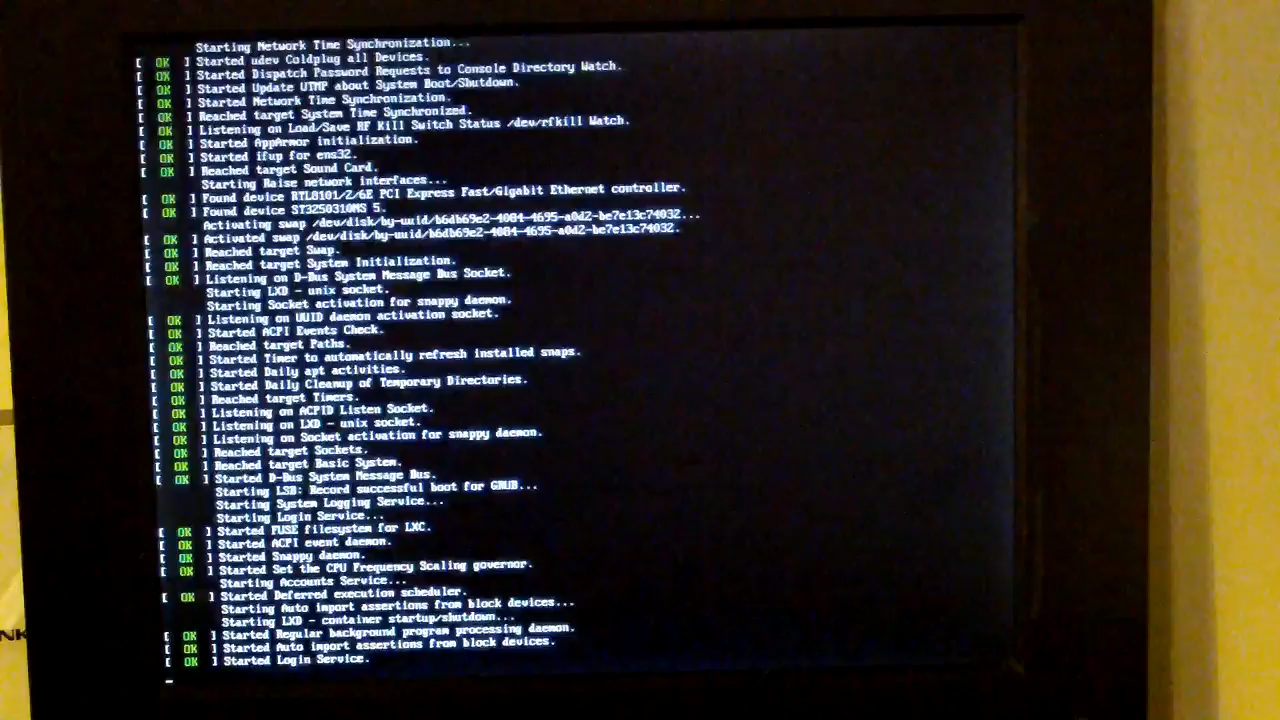 Starting Network Time Synchronization...
[ OK ] Started udev Coldplug all Devices.
[ OK ] Started Dispatch Password Requests to Console Directory Watch.
[ OK ] Started Update UTMP about System Boot/Shutdown.
[ OK ] Started Network Time Synchronization.
[ OK ] Reached target System Time Synchronized.
[ OK ] Listening on Load/Save RF Kill Switch Status /dev/rfkill Watch.
[ OK ] Started AppArmor initialization.
[ OK ] Started ifup for ens32.
[ OK ] Reached target Sound Card.
Starting Raise network interfaces...
[ OK ] Found device RTL8101/2/6E PCI Express Fast/Gigabit Ethernet controller.
[ OK ] Found device ST3250310NS 5.
Activating swap /dev/disk/by-uuid/b6db69e2-4084-4695-a0d2-be7e13c74032...
[ OK ] Activated swap /dev/disk/by-uuid/b6db69e2-4084-4695-a0d2-be7e13c74032.
[ OK ] Reached target Swap.
[ OK ] Reached target System Initialization.
[ OK ] Listening on D-Bus System Message Bus Socket.
Starting LXD - unix socket.
Starting Socket activation for snappy daemon.
[ OK ] Listening on UUID daemon activation socket.
[ OK ] Started ACPI Events Check.
[ OK ] Reached target Paths.
[ OK ] Started Timer to automatically refresh installed snaps.
[ OK ] Started Daily apt activities.
[ OK ] Started Daily Cleanup of Temporary Directories.
[ OK ] Reached target Timers.
[ OK ] Listening on ACPID Listen Socket.
[ OK ] Listening on LXD - unix socket.
[ OK ] Listening on Socket activation for snappy daemon.
[ OK ] Reached target Sockets.
[ OK ] Reached target Basic System.
[ OK ] Started D-Bus System Message Bus.
Starting LSB: Record successful boot for GRUB...
Starting System Logging Service...
Starting Login Service...
[ OK ] Started FUSE filesystem for LXC.
[ OK ] Started ACPI event daemon.
[ OK ] Started Snappy daemon.
[ OK ] Started Set the CPU Frequency Scaling governor.
Starting Accounts Service...
[ OK ] Started Deferred execution scheduler.
Starting Auto import assertions from block devices...
Starting LXD - container startup/shutdown...
[ OK ] Started Regular background program processing daemon.
[ OK ] Started Auto import assertions from block devices.
[ OK ] Started Login Service.